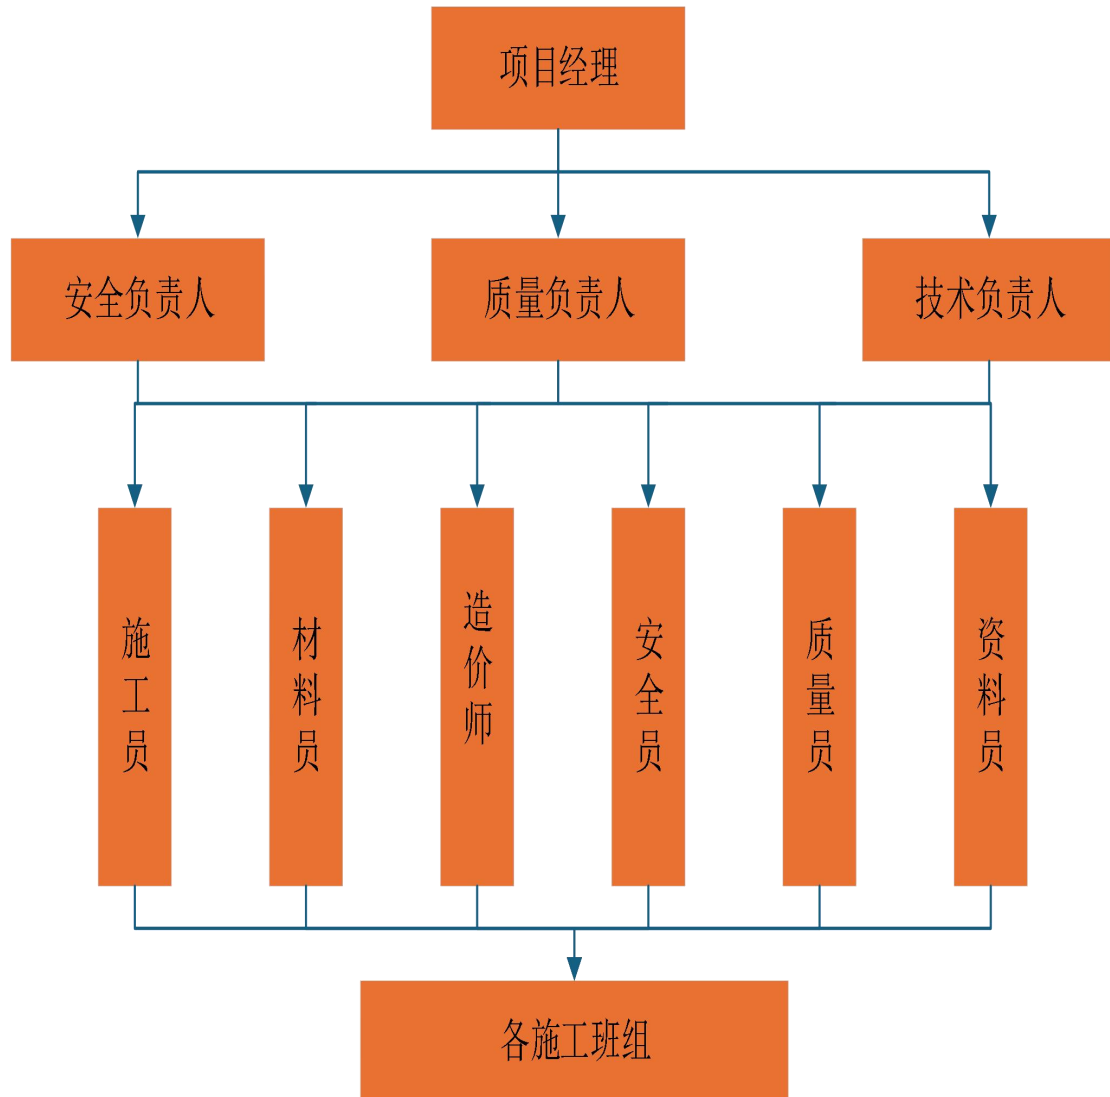 项目经理
安全负责人
质量负责人
技术负责人
施工员
材料员
造价师
安全员
质量员
资料员
各施工班组